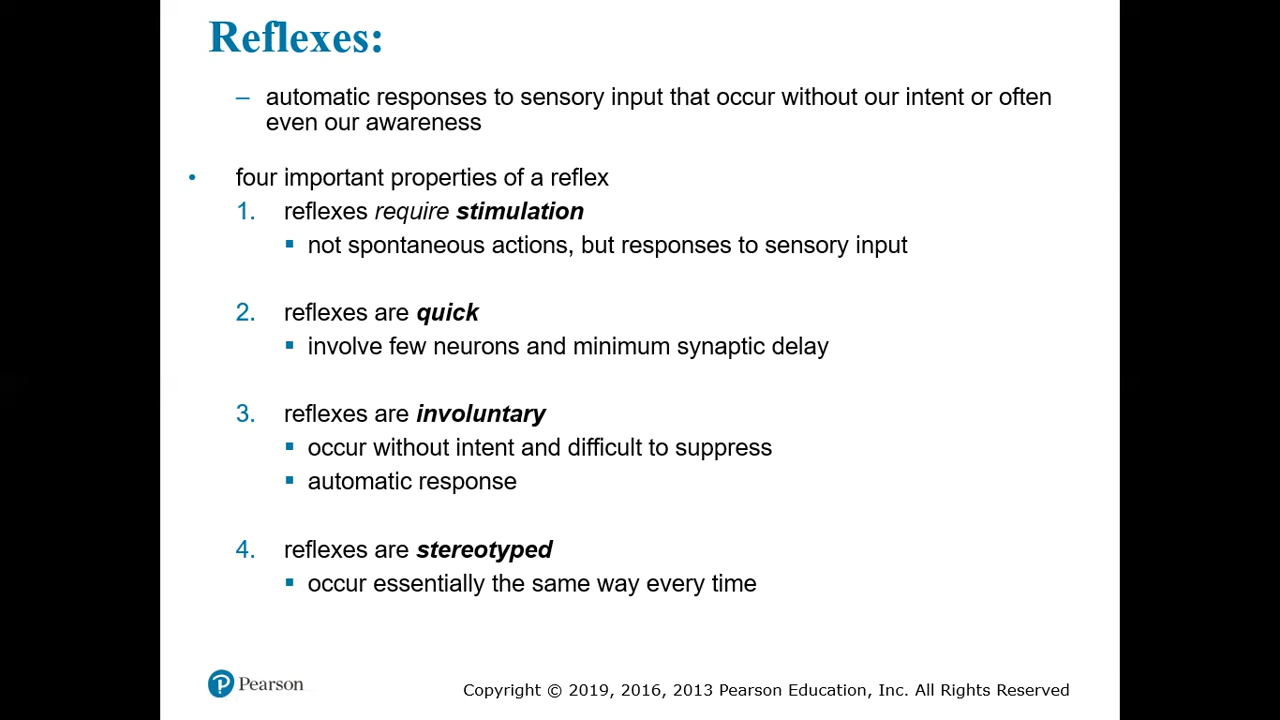 Reflexes:
– automatic responses to sensory input that occur without our intent or often
even our awareness
• four important properties of a reflex
1. reflexes require stimulation
▪ not spontaneous actions, but responses to sensory input
2. reflexes are quick
▪ involve few neurons and minimum synaptic delay
3. reflexes are involuntary
▪ occur without intent and difficult to suppress
▪ automatic response
4. reflexes are stereotyped
▪ occur essentially the same way every time
P Pearson
Copyright © 2019, 2016, 2013 Pearson Education, Inc. All Rights Reserved